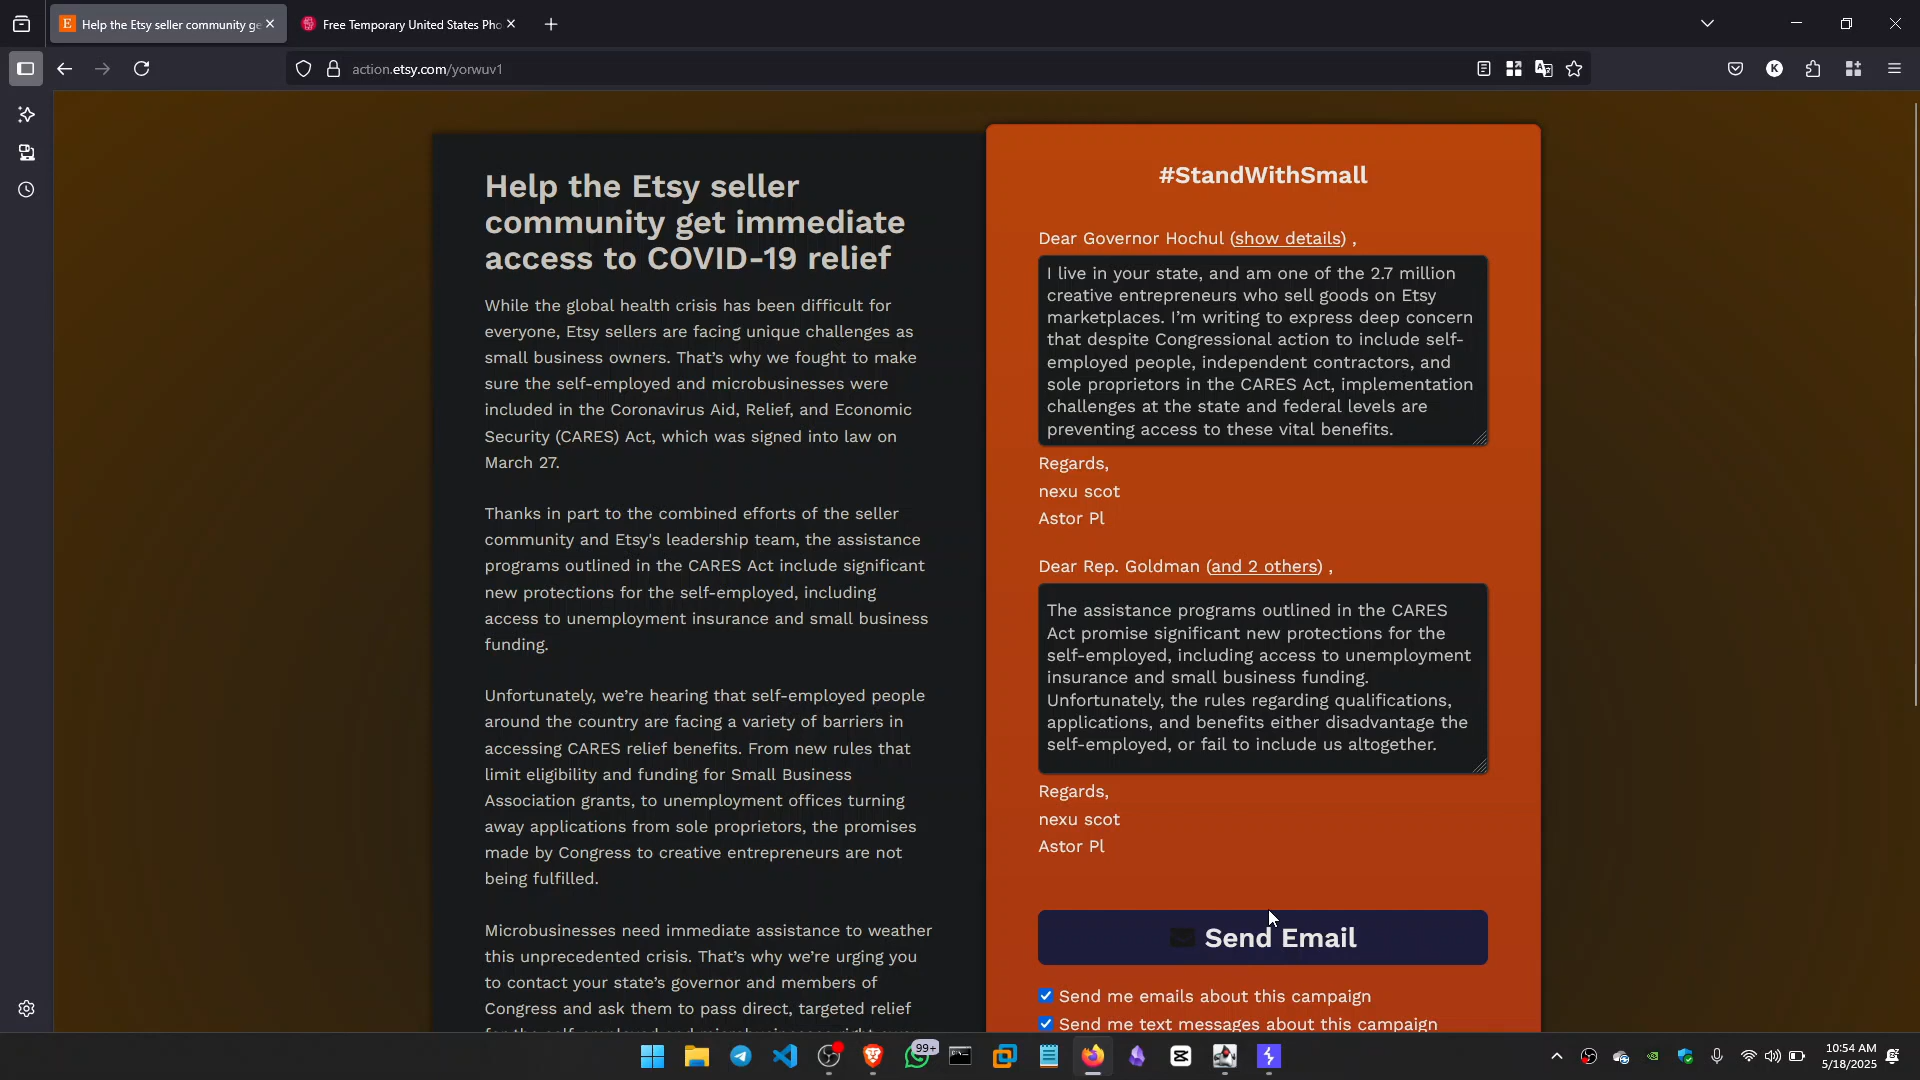 Help the Etsy seller community ge
Free Temporary United States Pho
action.etsy.com/yorwuv1
K
Help the Etsy seller
community get immediate
access to COVID-19 relief
While the global health crisis has been difficult for
everyone, Etsy sellers are facing unique challenges as
small business owners. That’s why we fought to make
sure the self-employed and microbusinesses were
included in the Coronavirus Aid, Relief, and Economic
Security (CARES) Act, which was signed into law on
March 27.
Thanks in part to the combined efforts of the seller
community and Etsy's leadership team, the assistance
programs outlined in the CARES Act include significant
new protections for the self-employed, including
access to unemployment insurance and small business
funding.
Unfortunately, we’re hearing that self-employed people
around the country are facing a variety of barriers in
accessing CARES relief benefits. From new rules that
limit eligibility and funding for Small Business
Association grants, to unemployment offices turning
away applications from sole proprietors, the promises
made by Congress to creative entrepreneurs are not
being fulfilled.
Microbusinesses need immediate assistance to weather
this unprecedented crisis. That’s why we’re urging you
to contact your state’s governor and members of
Congress and ask them to pass direct, targeted relief
#StandWithSmall
Dear Governor Hochul (show details) ,
I live in your state, and am one of the 2.7 million
creative entrepreneurs who sell goods on Etsy
marketplaces. I’m writing to express deep concern
that despite Congressional action to include self-
employed people, independent contractors, and
sole proprietors in the CARES Act, implementation
challenges at the state and federal levels are
preventing access to these vital benefits.
Regards,
nexu scot
Astor Pl
Dear Rep. Goldman (and 2 others) ,
The assistance programs outlined in the CARES
Act promise significant new protections for the
self-employed, including access to unemployment
insurance and small business funding.
Unfortunately, the rules regarding qualifications,
applications, and benefits either disadvantage the
self-employed, or fail to include us altogether.
Regards,
nexu scot
Astor Pl
Send Email
Send me emails about this campaign
Send me text messages about this campaign
99+
10:54 AM
5/18/2025